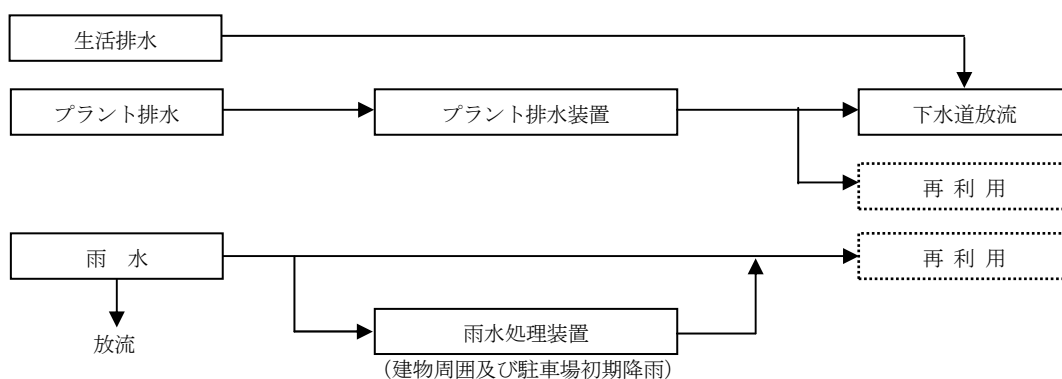 生活排水
プラント排水
プラント排水装置
下水道放流
再 利 用
雨　水
再 利 用
放流
雨水処理装置
(建物周囲及び駐車場初期降雨)